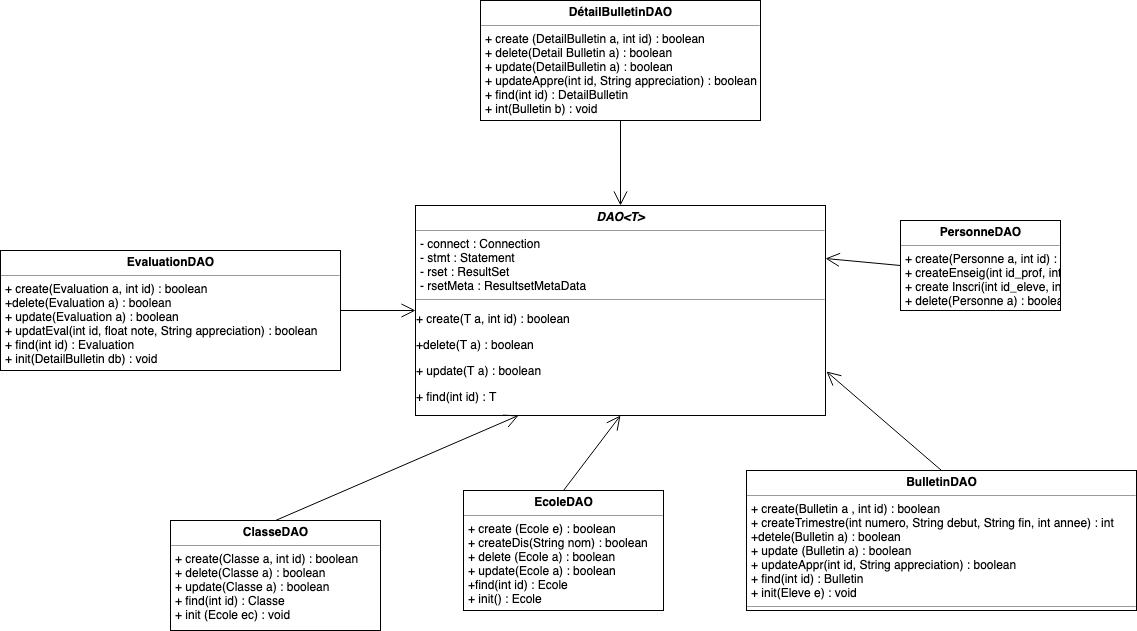 DétailBulletinDAO
+ create (DetailBulletin a, int id) : boolean
+ delete(Detail Bulletin a) : boolean
+ update(DetailBulletin a) : boolean
+ updateAppre(int id, String appreciation) : boolean
+ find(int id) : DetailBulletin
+ int(Bulletin b) : void
DAO<T>
- connect : Connection
- stmt : Statement
- rset : ResultSet
- rsetMeta : ResultsetMetaData
+ create(T a, int id) : boolean
+delete(T a) : boolean
+ update(T a) : boolean
+ find(int id) : T
PersonneDAO
+ create(Personne a, int id) :
+ createEnseig(int id_prof, int
+ create Inscri(int id_eleve, in
+ delete(Personne a) : boolea
EvaluationDAO
+ create(Evaluation a, int id) : boolean
+delete(Evaluation a) : boolean
+ update(Evaluation a) : boolean
+ updatEval(int id, float note, String appreciation) : boolean
+ find(int id) : Evaluation
+ init(DetailBulletin db) : void
ClasseDAO
+ create(Classe a, int id) : boolean
+ delete(Classe a) : boolean
+ update(Classe a) : boolean
+ find(int id) : Classe
+ init (Ecole ec) : void
EcoleDAO
+ create (Ecole e) : boolean
+ createDis(String nom) : boolean
+ delete (Ecole a) : boolean
+ update(Ecole a) : boolean
+find(int id) : Ecole
+ init() : Ecole
BulletinDAO
+ create(Bulletin a , int id) : boolean
+ createTrimestre(int numero, String debut, String fin, int annee) : int
+detele(Bulletin a) : boolean
+ update (Bulletin a) : boolean
+ updateAppr(int id, String appreciation) : boolean
+ find(int id) : Bulletin
+ init(Eleve e) : void